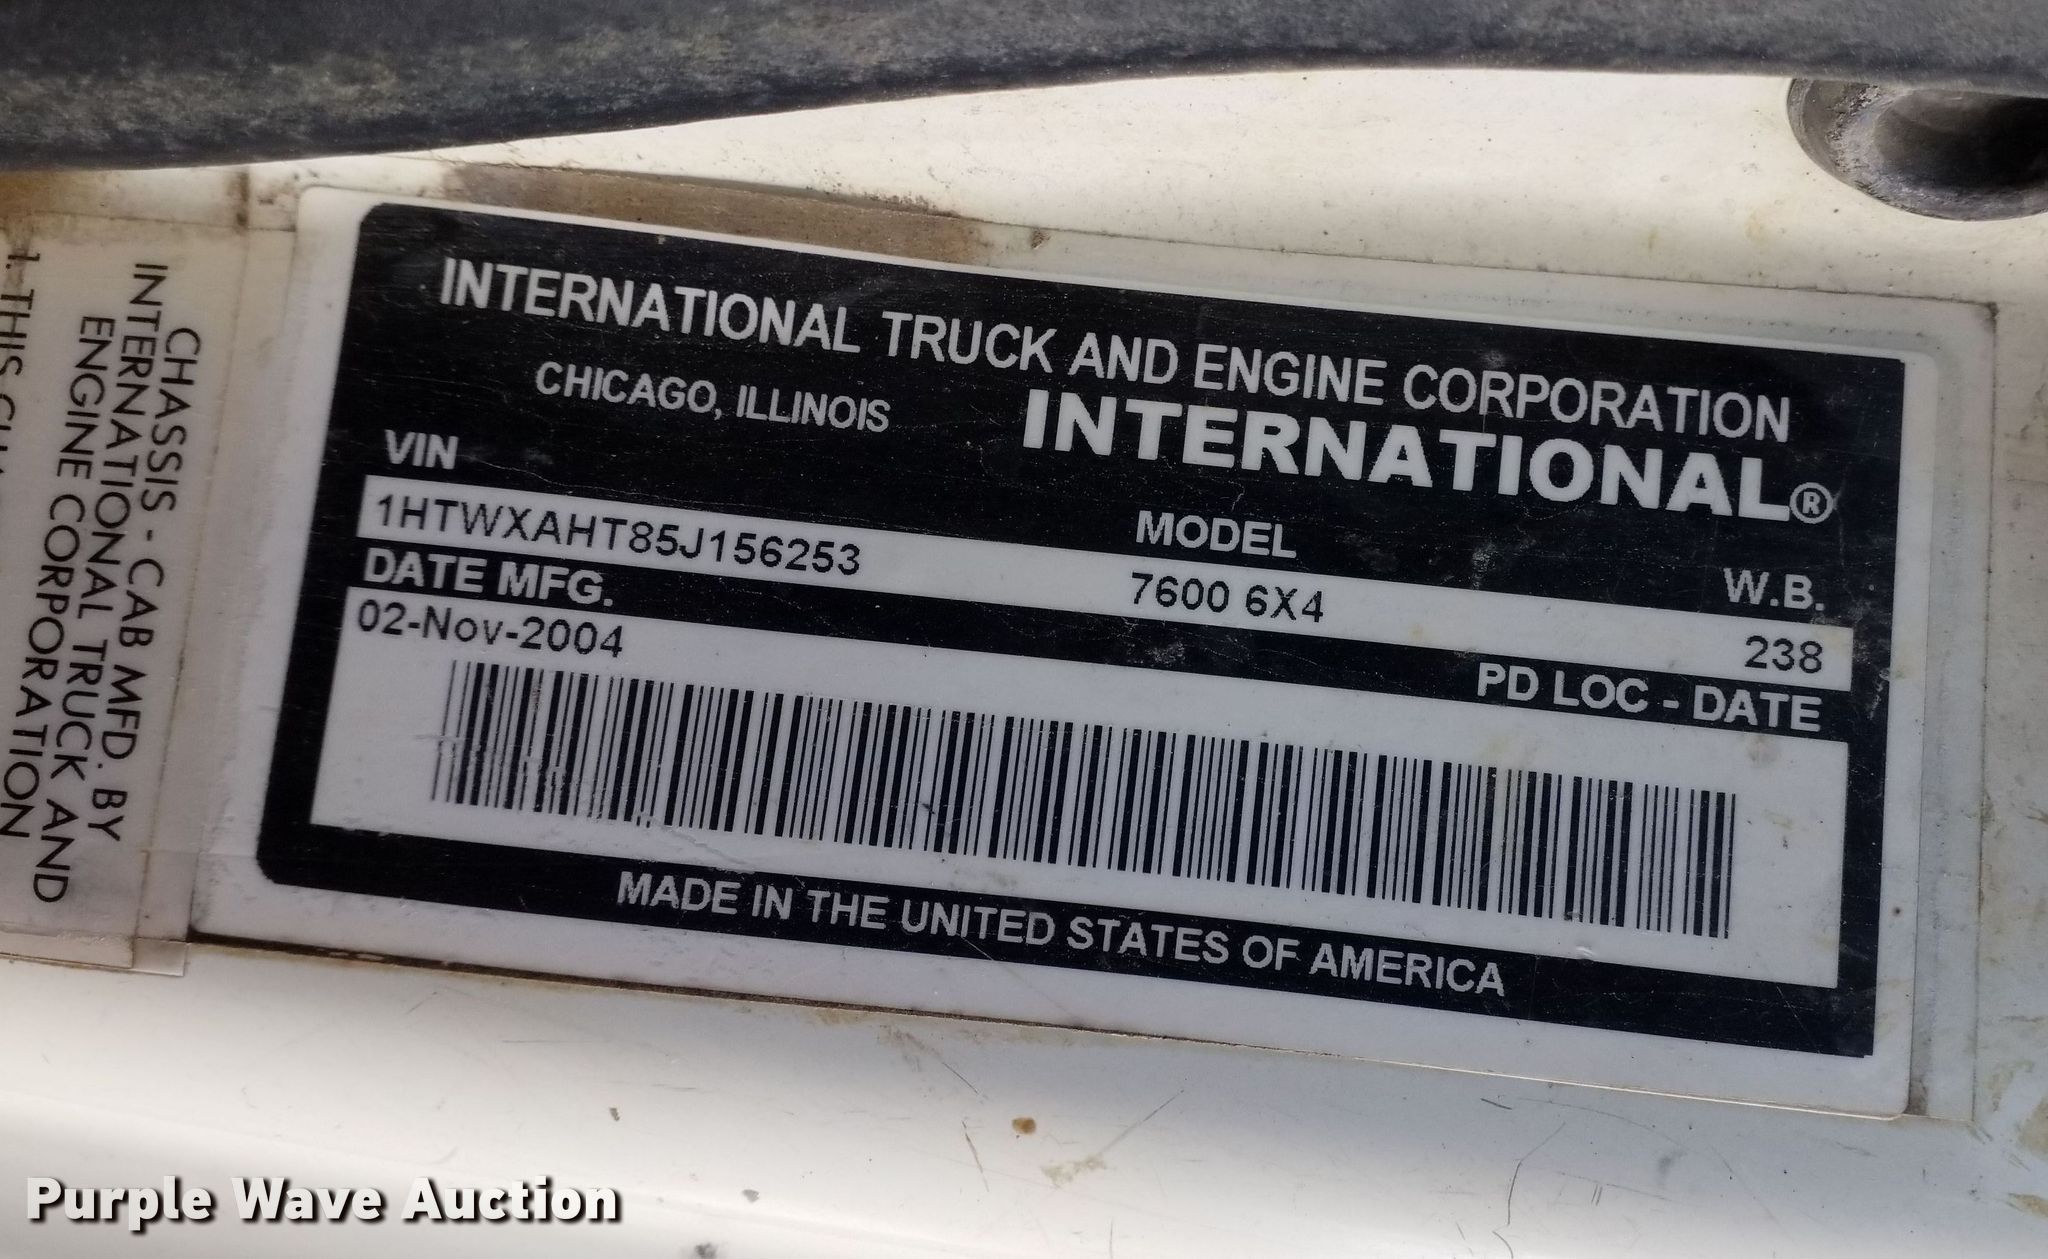 INTERNATIONAL TRUCK AND ENGINE CORPORATION
CHICAGO, ILLINOIS
INTERNATIONAL®
VIN
MODEL
W.B.
1HTWXAHT85J156253
7600 6X4
238
DATE MFG.
PD LOC - DATE
02-Nov-2004
MADE IN THE UNITED STATES OF AMERICA
CHASSIS - CAB MFD. BY
INTERNATIONAL TRUCK AND
ENGINE CORPORATION
1. THIS
Purple Wave Auction